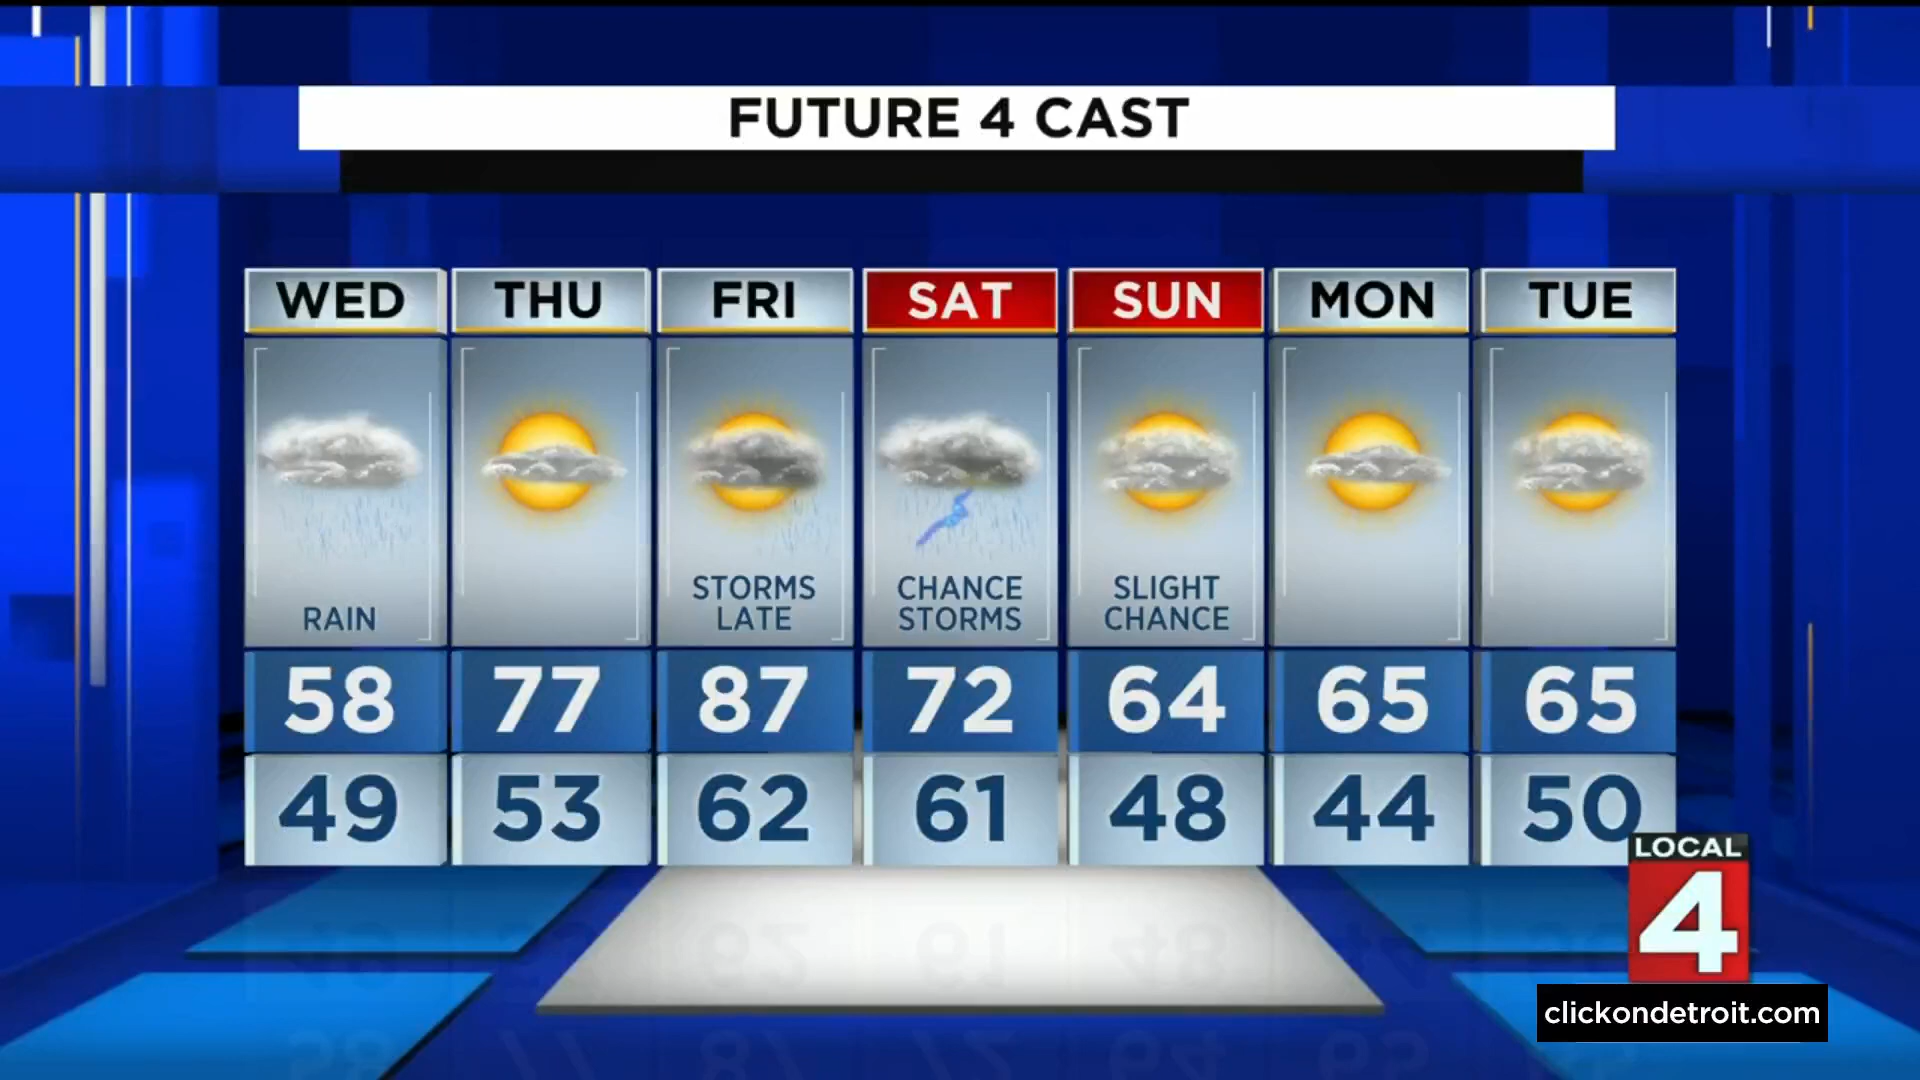 FUTURE 4 CAST
WED THU FRI SAT SUN MON TUE
RAIN
STORMS
LATE
CHANCE
STORMS
SLIGHT
CHANCE
58 77 87 72 64 65 65
49 53 62 61 48 44 50
LOCAL
4
clickondetroit.com